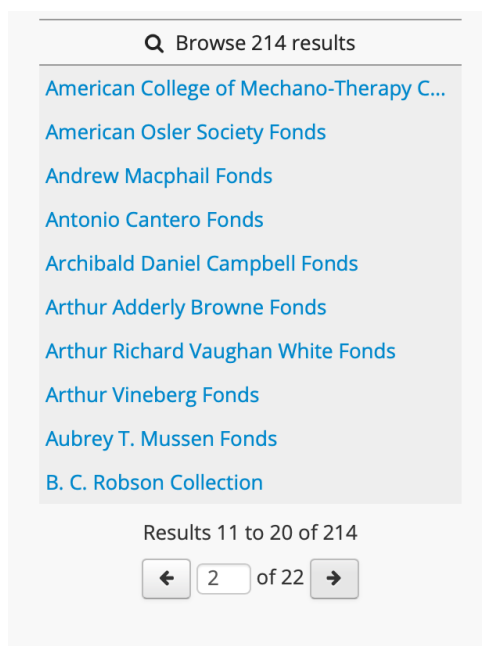 Browse 214 results
American College of Mechano-Therapy C...
American Osler Society Fonds
Andrew Macphail Fonds
Antonio Cantero Fonds
Archibald Daniel Campbell Fonds
Arthur Adderly Browne Fonds
Arthur Richard Vaughan White Fonds
Arthur Vineberg Fonds
Aubrey T. Mussen Fonds
B. C. Robson Collection
Results 11 to 20 of 214
2 of 22